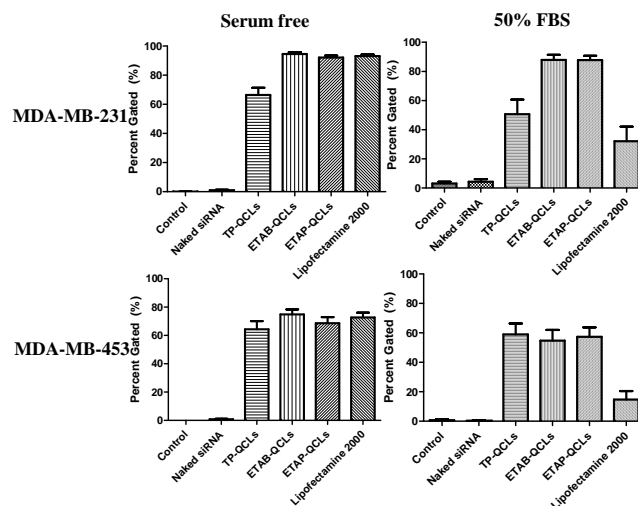 Serum free
50% FBS
MDA-MB-231
Percent Gated (%)
100
80
60
40
20
0
Control
Naked siRNA
TP-QCLs
ETAB-QCLs
ETAP-QCLs
Lipofectamine 2000
Percent Gated (%)
100
80
60
40
20
0
Control
Naked siRNA
TP-QCLs
ETAB-QCLs
ETAP-QCLs
Lipofectamine 2000
MDA-MB-453
Percent Gated (%)
100
80
60
40
20
0
Control
Naked siRNA
TP-QCLs
ETAB-QCLs
ETAP-QCLs
Lipofectamine 2000
Percent Gated (%)
100
80
60
40
20
0
Control
Naked siRNA
TP-QCLs
ETAB-QCLs
ETAP-QCLs
Lipofectamine 2000